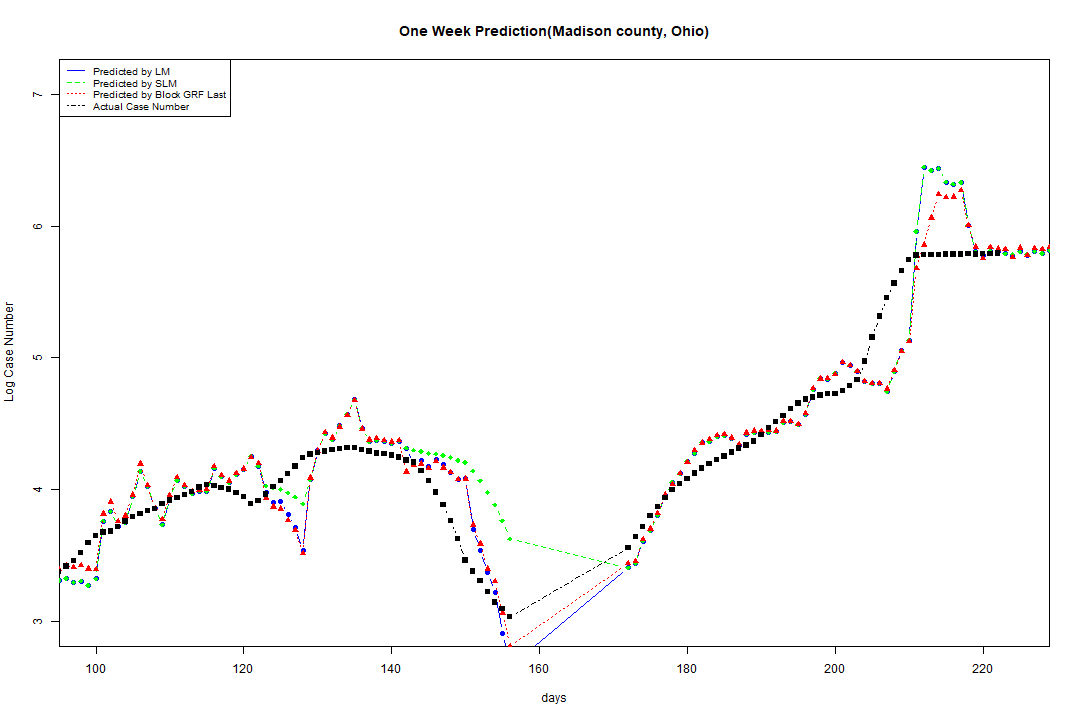 One Week Prediction(Madison county, Ohio)
Predicted by LM
Predicted by SLM
Predicted by Block GRF Last
Actual Case Number
7
6
5
4
3
Log Case Number
100 120 140 160 180 200 220
days